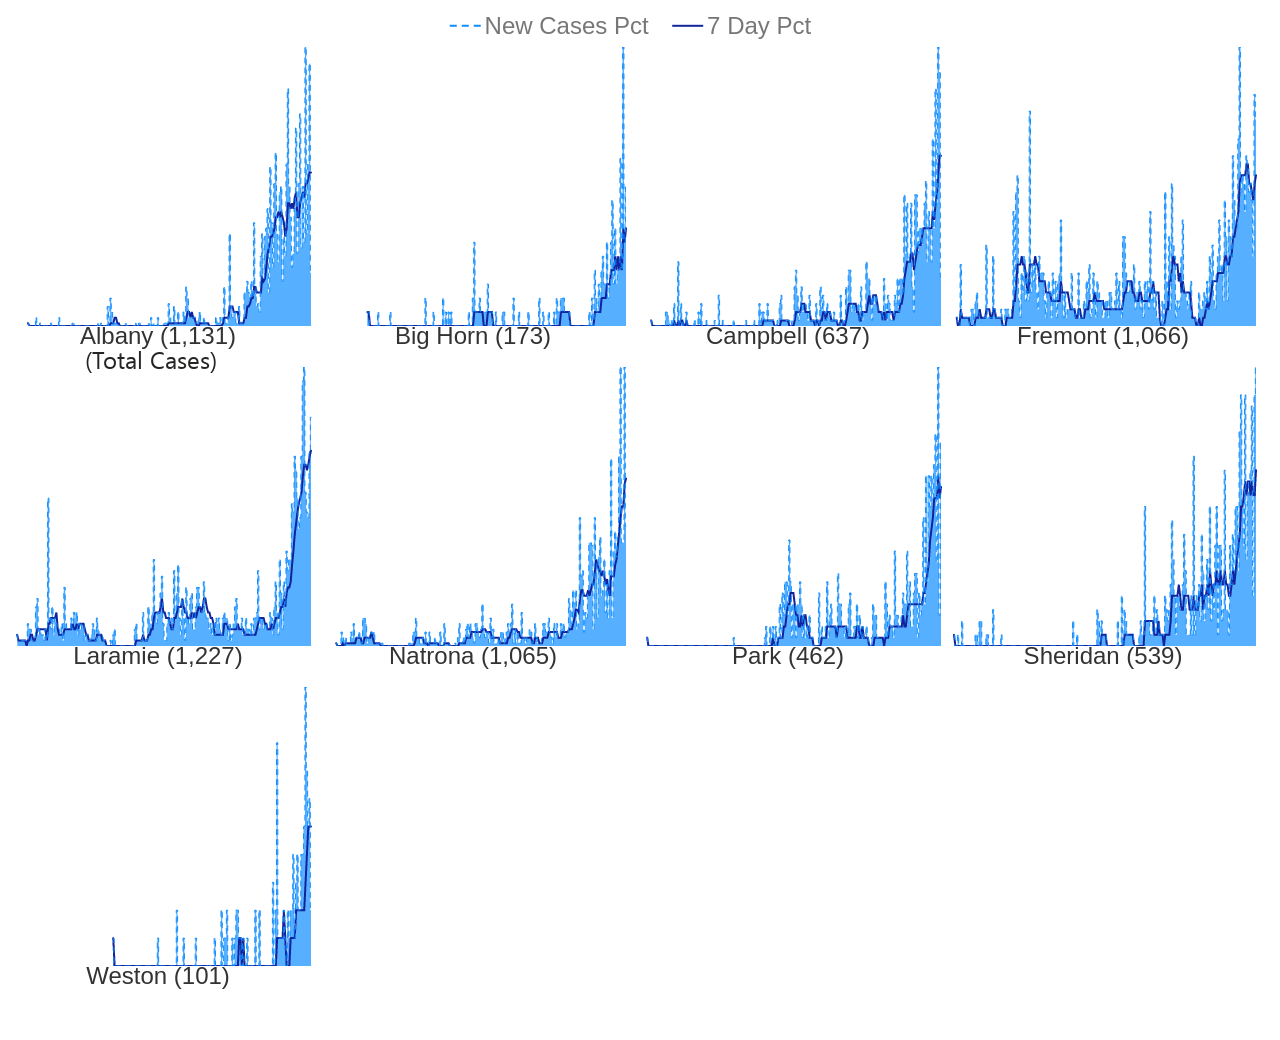 New Cases Pct 7 Day Pct
Albany (1,131) Big Horn (173) Campbell (637) Fremont (1,066)
(Total Cases)
Laramie (1,227) Natrona (1,065) Park (462) Sheridan (539)
Weston (101)